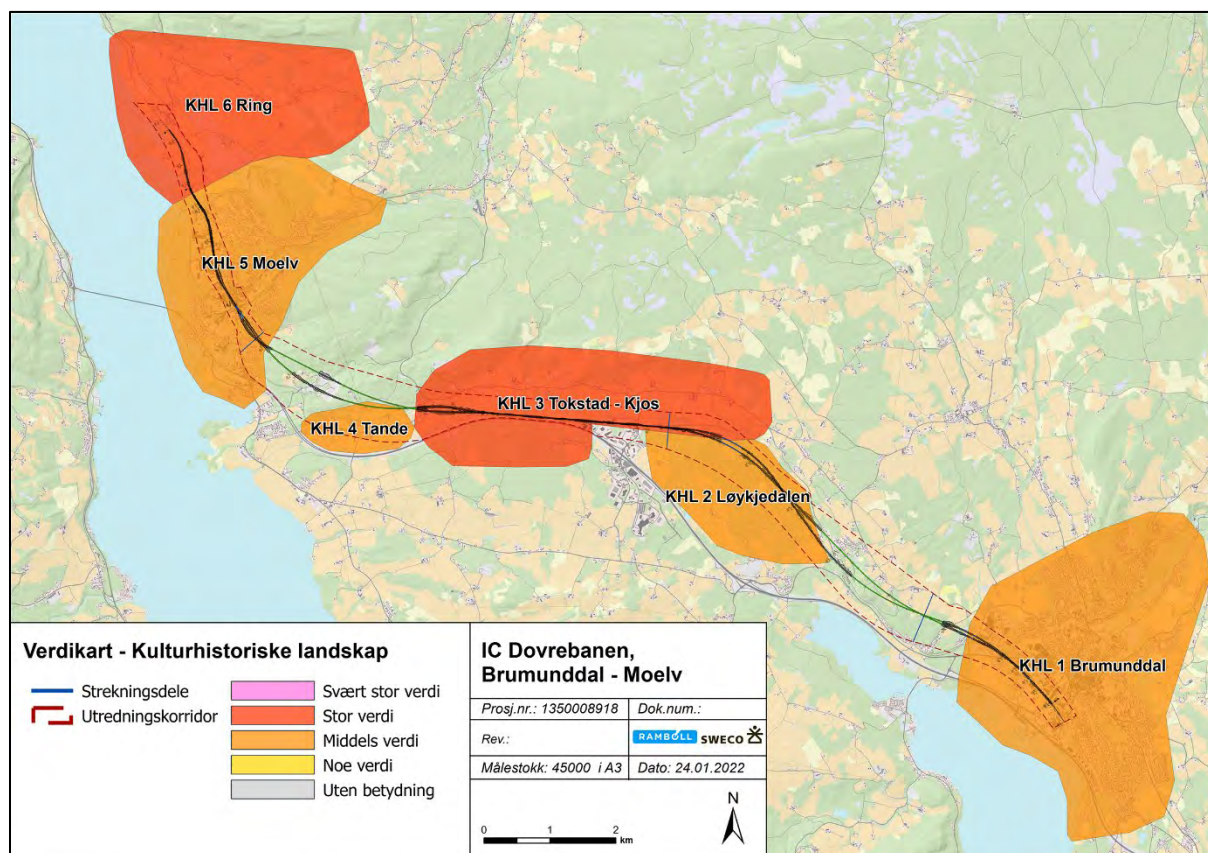 KHL 6 Ring
KHL 5 Moelv
KHL 3 Tokstad - Kjos
KHL 4 Tande
KHL 2 Løykjedalen
KHL 1 Brumunddal
Verdikart - Kulturhistoriske landskap
Strekningsdele
Utredningskorridor
Svært stor verdi
Stor verdi
Middels verdi
Noe verdi
Uten betydning
IC Dovrebanen,
Brumunddal - Moelv
Prosj.nr.: 1350008918
Dok.num.:
Rev.:
RAMBOLL SWECO
Målestokk: 45000 i A3
Dato: 24.01.2022
N
0 1 2
km